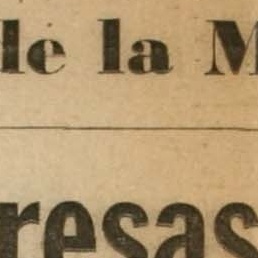 de la M
resas